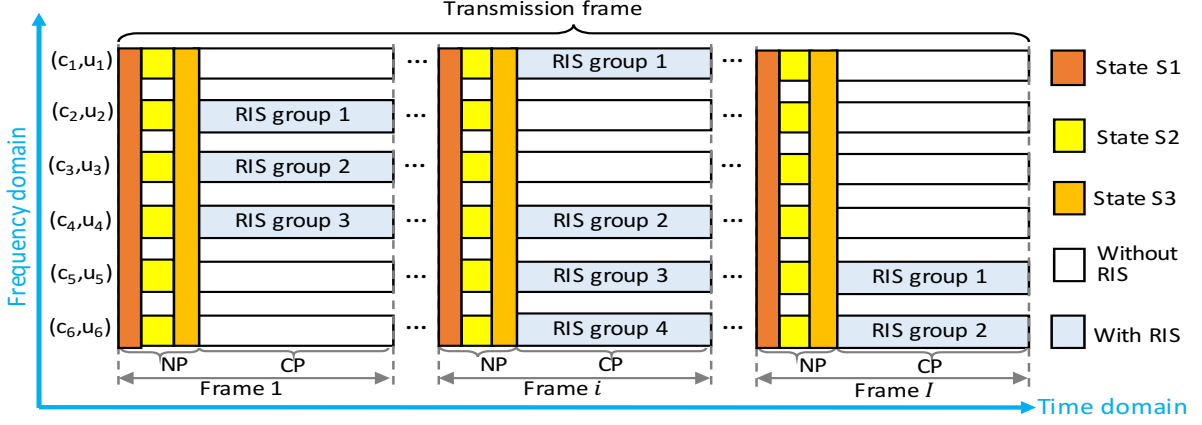 Transmission frame
(c₁,u₁) ... RIS group 1 ...
(c₂,u₂) RIS group 1
(c₃,u₃) RIS group 2 ...
(c₄,u₄) RIS group 3 ... RIS group 2 ...
(c₅,u₅) ... RIS group 3 ... RIS group 1
(c₆,u₆) ... RIS group 4 ... RIS group 2
NP CP NP CP NP CP
Frame 1 Frame i Frame I
Frequency domain
Time domain
State S1
State S2
State S3
Without
RIS
With RIS